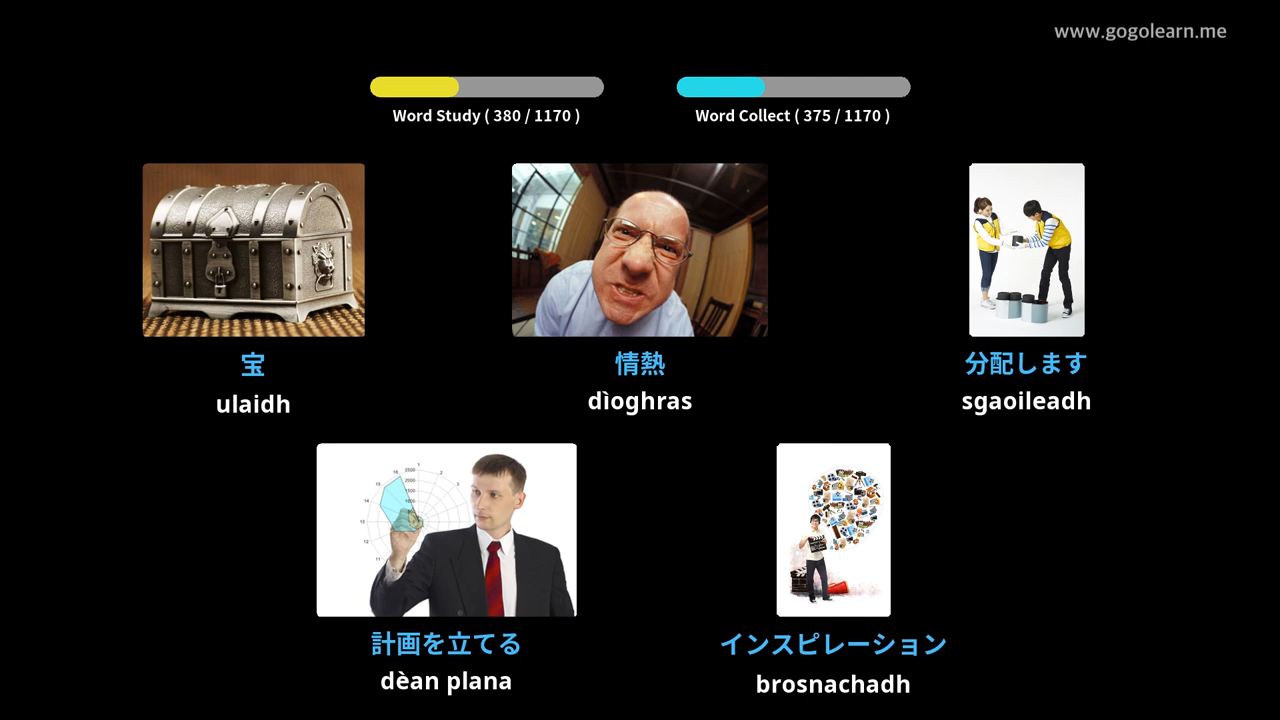 www.gogolearn.me
Word Study ( 380 / 1170 )
Word Collect ( 375 / 1170 )
宝
ulaidh
情熱
dìoghras
分配します
sgaoileadh
計画を立てる
dèan plana
インスピレーション
brosnachadh